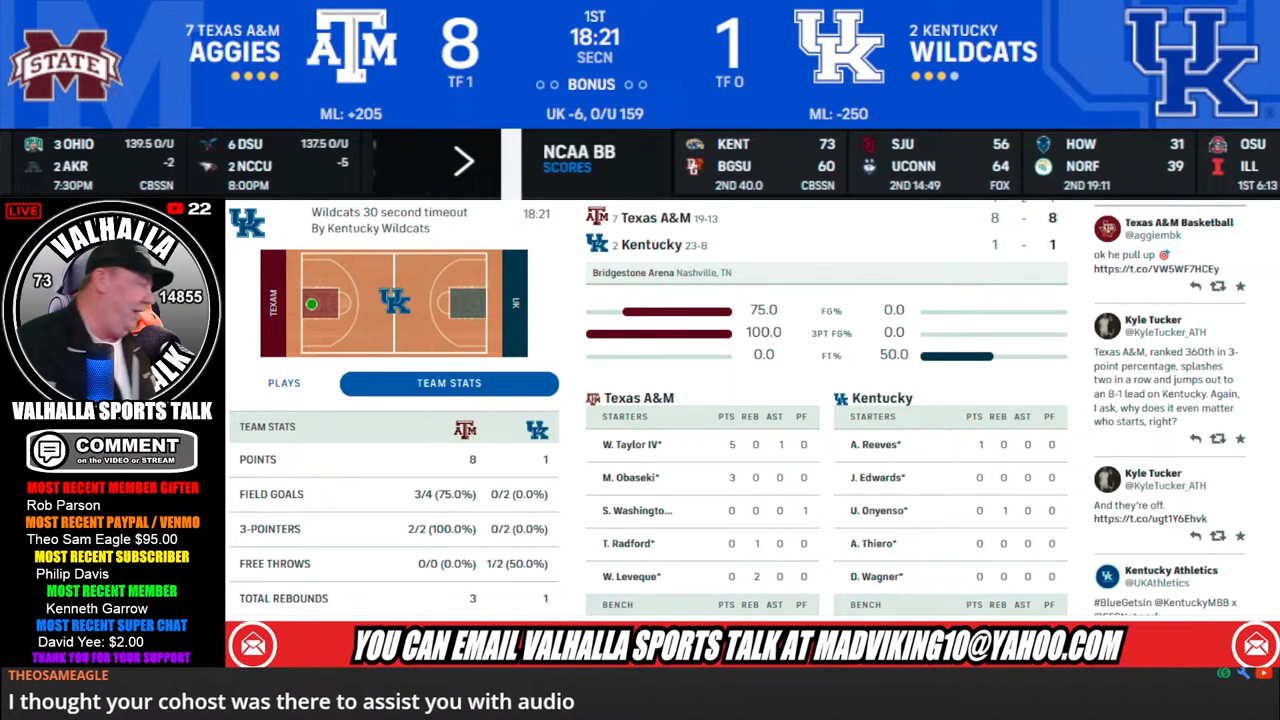 STATE
7 TEXAS A&M
AGGIES
ATM
8
TF 1
1ST
18:21
SECN
BONUS
1
TF 0
UK
2 KENTUCKY
WILDCATS
UK
ML: +205
UK -6, O/U 159
ML: -250
3 OHIO 139.5 O/U
2 AKR -2
7:30PM CBSSN
6 DSU 137.5 O/U
2 NCCU -5
8:00PM
NCAA BB
SCORES
KENT 73
BGSU 60
2ND 40.0 CBSSN
SJU 56
UCONN 64
2ND 14:49 FOX
HOW 31
NORF 39
2ND 19:11
OSU
ILL
1ST 6:13
LIVE
22
VALHALLA
73
14855
TALK
VALHALLA SPORTS TALK
COMMENT
on the VIDEO or STREAM
MOST RECENT MEMBER GIFTER
Rob Parson
MOST RECENT PAYPAL / VENMO
Theo Sam Eagle $95.00
MOST RECENT SUBSCRIBER
Philip Davis
MOST RECENT MEMBER
Kenneth Garrow
MOST RECENT SUPER CHAT
David Yee: $2.00
THANK YOU FOR YOUR SUPPORT
Wildcats 30 second timeout
By Kentucky Wildcats
18:21
TEXAM
UK
UK
PLAYS
TEAM STATS
TEAM STATS
POINTS 8 1
FIELD GOALS 3/4 (75.0%) 0/2 (0.0%)
3-POINTERS 2/2 (100.0%) 0/2 (0.0%)
FREE THROWS 0/0 (0.0%) 1/2 (50.0%)
TOTAL REBOUNDS 3 1
7 Texas A&M 19-13 8 - 8
2 Kentucky 23-8 1 - 1
Bridgestone Arena Nashville, TN
75.0 FG% 0.0
100.0 3PT FG% 0.0
0.0 FT% 50.0
Texas A&M
STARTERS PTS REB AST PF
W. Taylor IV* 5 0 1 0
M. Obaseki* 3 0 0 0
S. Washingto... 0 0 0 1
T. Radford* 0 1 0 0
W. Leveque* 0 2 0 0
BENCH PTS REB AST PF
Kentucky
STARTERS PTS REB AST PF
A. Reeves* 1 0 0 0
J. Edwards* 0 0 0 0
U. Onyenso* 0 1 0 0
A. Thiero* 0 0 0 0
D. Wagner* 0 0 0 0
BENCH PTS REB AST PF
Texas A&M Basketball
@aggiembk
ok he pull up 🎯
https://t.co/VW5WF7HCEy
Kyle Tucker
@KyleTucker_ATH
Texas A&M, ranked 360th in 3-
point percentage, splashes
two in a row and jumps out to
an 8-1 lead on Kentucky. Again,
I ask, why does it even matter
who starts, right?
Kyle Tucker
@KyleTucker_ATH
And they're off.
https://t.co/ugt1Y6Ehvk
Kentucky Athletics
@UKAthletics
#BlueGetsIn @KentuckyMBB x
YOU CAN EMAIL VALHALLA SPORTS TALK AT MADVIKING10@YAHOO.COM
THEOSAMEAGLE
I thought your cohost was there to assist you with audio